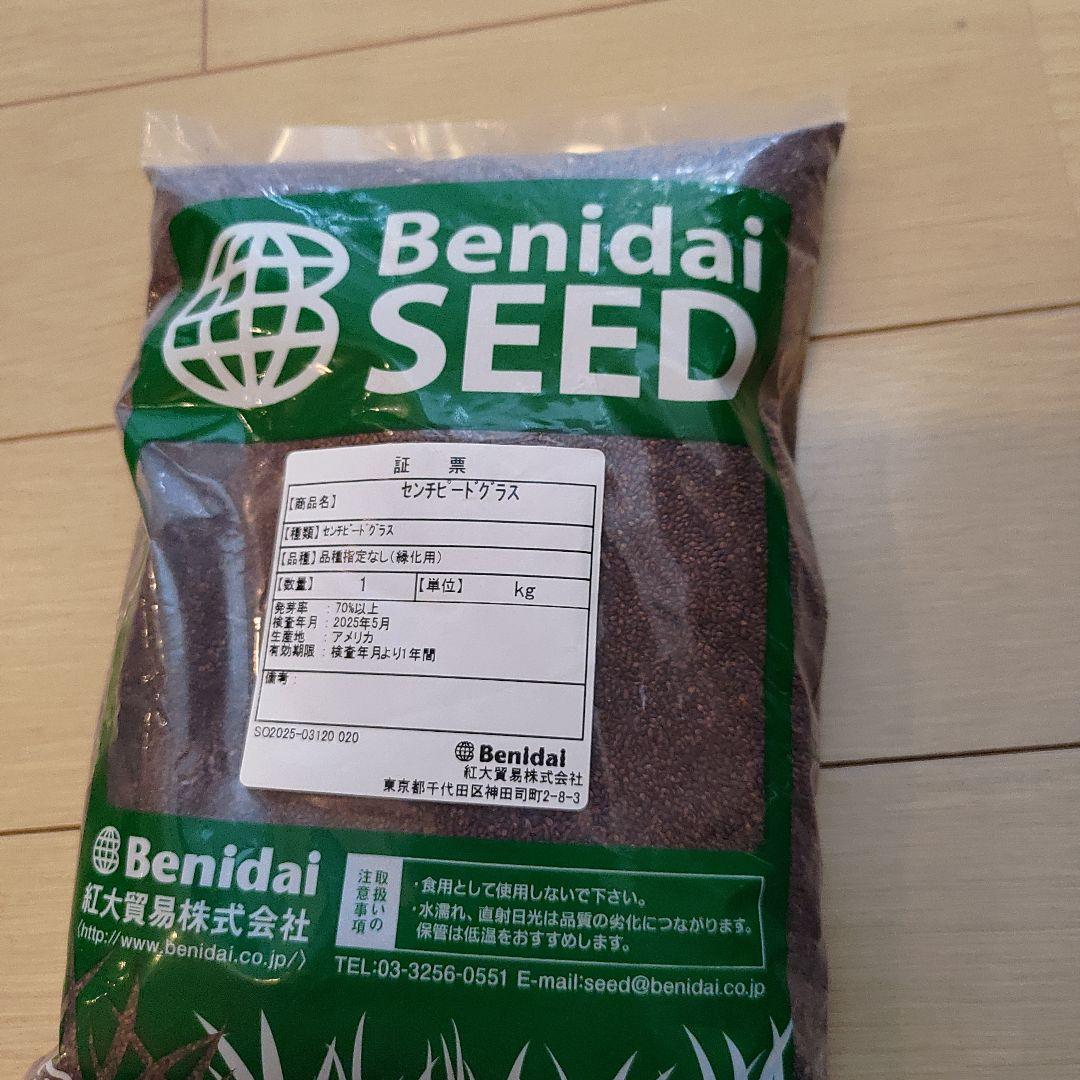 Benidai
SEED
証 票
【商品名】 センチピードグラス
【種類】センチピードグラス
【品種】品種指定なし(緑化用)
【数量】 1 【単位】 kg
発芽率 : 70%以上
検査年月 : 2025年5月
生産地 : アメリカ
有効期限 : 検査年月より1年間
備考 :
SO2025-03120 020
Benidai
紅大貿易株式会社
東京都千代田区神田司町2-8-3
Benidai
紅大貿易株式会社
〈http://www.benidai.co.jp/〉
取扱いの
注意事項
・食用として使用しないで下さい。
・水濡れ、直射日光は品質の劣化につながります。
保管は低温をおすすめします。
TEL:03-3256-0551 E-mail:seed@benidai.co.jp